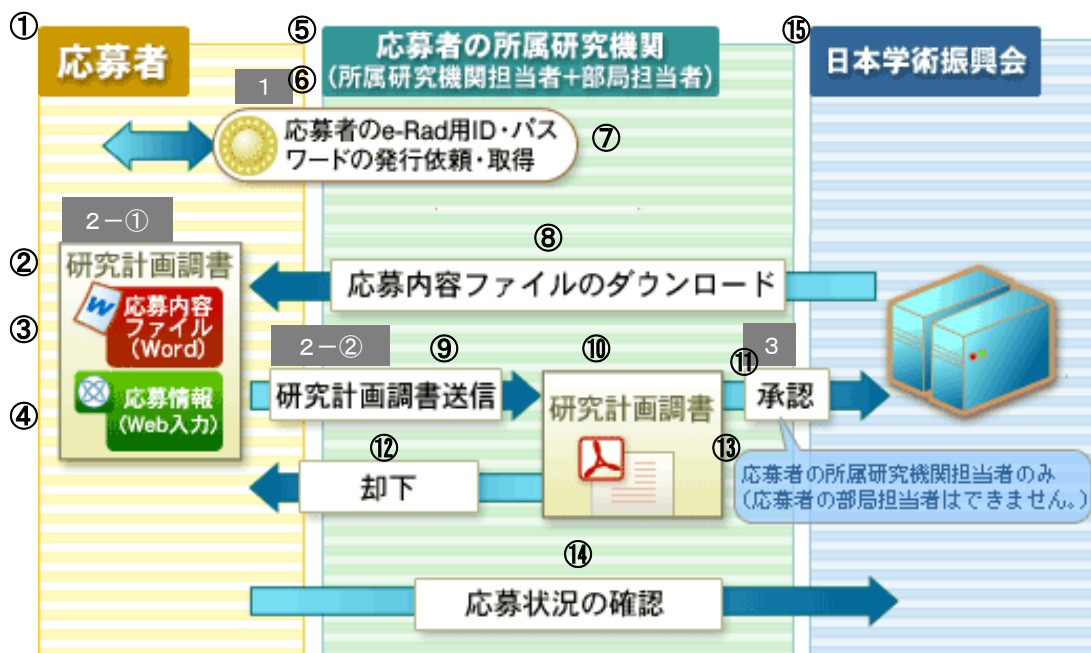 ①
応募者
⑤
応募者の所属研究機関
⑥
(所属研究機関担当者+部局担当者)
⑮
日本学術振興会
1
応募者のe-Rad用ID・パス
ワードの発行依頼・取得
⑦
2-①
②
研究計画調書
③
W
応募内容
ファイル
(Word)
④
応募情報
(Web入力)
⑧
応募内容ファイルのダウンロード
2-②
⑨
研究計画調書送信
⑩
研究計画調書
3
⑪
承認
⑫
却下
⑬
応募者の所属研究機関担当者のみ
(応募者の部局担当者はできません。)
⑭
応募状況の確認